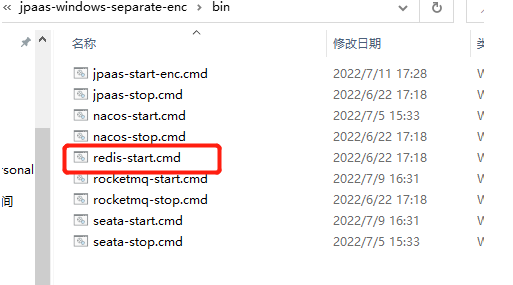 « jpaas-windows-separate-enc › bin
名称 修改日期 类
jpaas-start-enc.cmd 2022/7/11 17:28 W
jpaas-stop.cmd 2022/6/22 17:18 W
nacos-start.cmd 2022/7/5 15:33 W
nacos-stop.cmd 2022/6/22 17:18 W
redis-start.cmd 2022/6/22 17:18 W
rsonal rocketmq-start.cmd 2022/7/9 16:31 W
间 rocketmq-stop.cmd 2022/6/22 17:18 W
seata-start.cmd 2022/7/9 16:31 W
seata-stop.cmd 2022/7/5 15:33 W